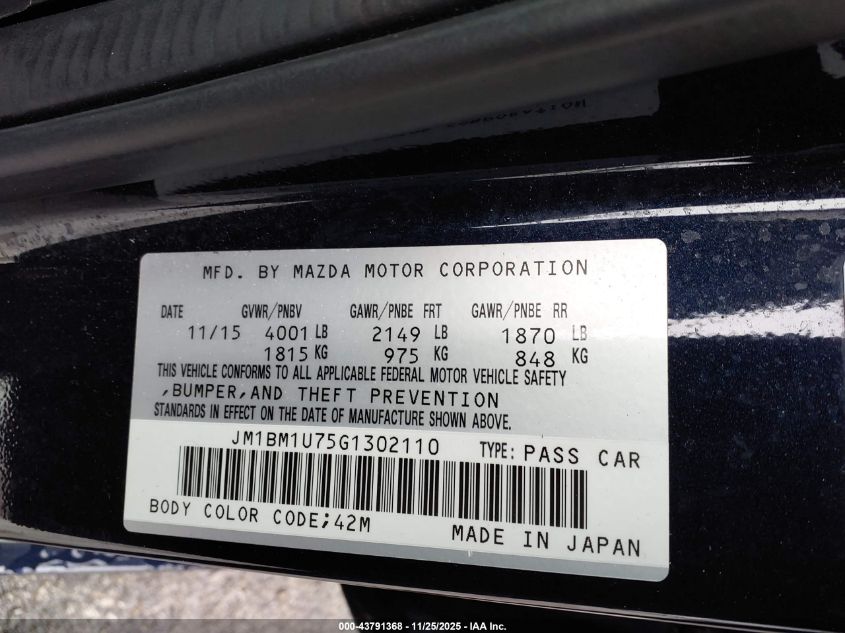 MFD. BY MAZDA MOTOR CORPORATION
DATE GVWR/PNBV GAWR/PNBE FRT GAWR/PNBE RR
11/15 4001 LB 2149 LB 1870 LB
1815 KG 975 KG 848 KG
THIS VEHICLE CONFORMS TO ALL APPLICABLE FEDERAL MOTOR VEHICLE SAFETY
,BUMPER,AND THEFT PREVENTION
STANDARDS IN EFFECT ON THE DATE OF MANUFACTURE SHOWN ABOVE.
JM1BM1U75G1302110 TYPE: PASS CAR
BODY COLOR CODE;42M MADE IN JAPAN
000-43791368 - 11/25/2025 - IAA Inc.